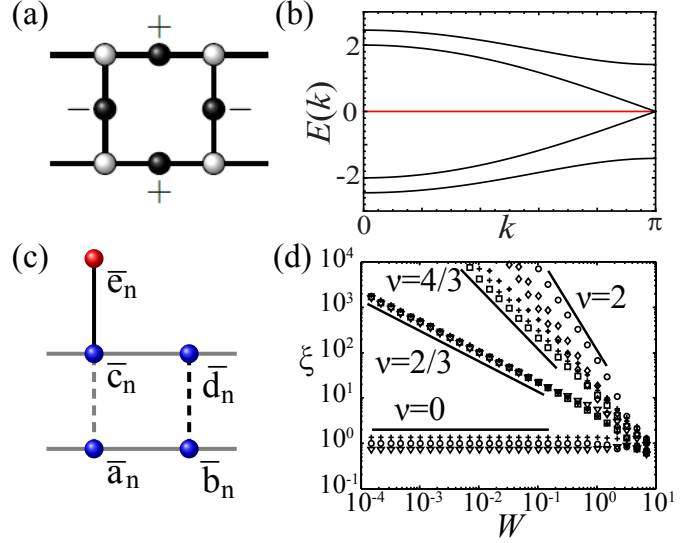 (a)
+
− −
+
(b)
E(k)
2
0
-2
0 k π
(c)
e̅ₙ
c̅ₙ d̅ₙ
a̅ₙ b̅ₙ
(d)
ξ
10⁴
10³
10²
10¹
10⁰
10⁻¹
ν=4/3 ν=2
ν=2/3
ν=0
10⁻⁴ 10⁻³ 10⁻² 10⁻¹ 10⁰ 10¹
W